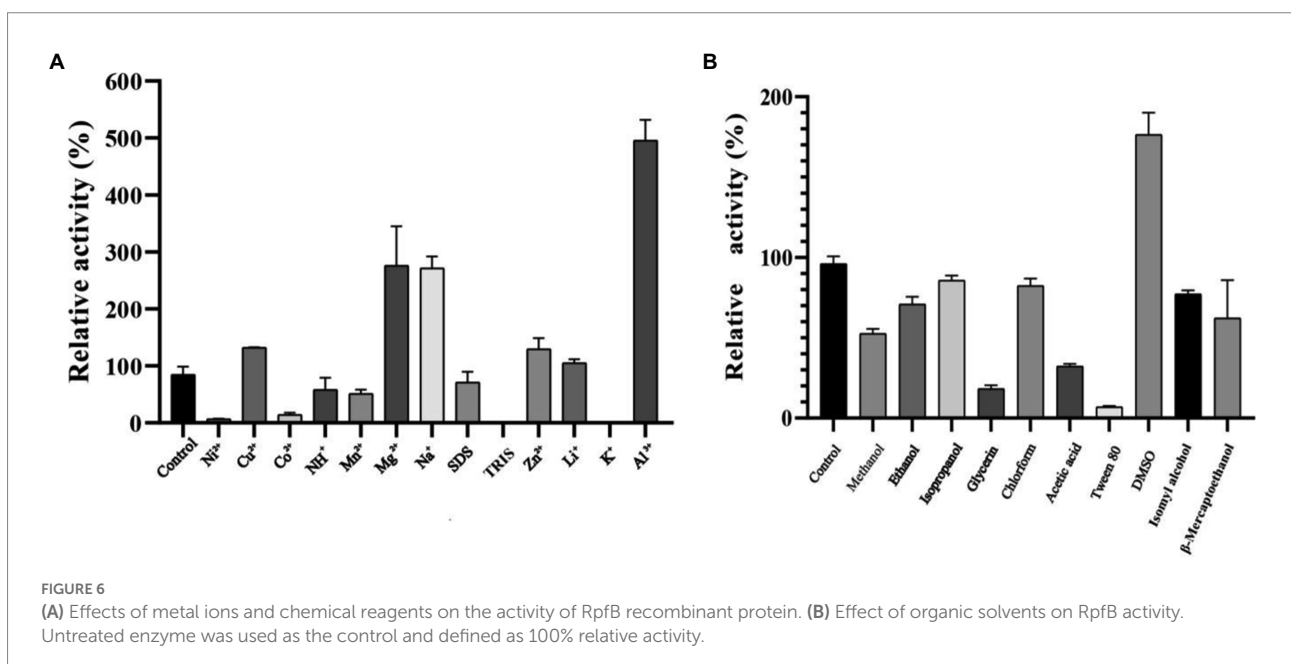 A
Relative activity (%)
600
500
400
300
200
100
0
Control
Ni²⁺
Cu²⁺
Co²⁺
NH⁺
Mn²⁺
Mg²⁺
Na⁺
SDS
TRIS
Zn²⁺
Li⁺
K⁺
Al³⁺
B
Relative activity (%)
200
100
0
Control
Methanol
Ethanol
Isopropanol
Glycerin
Chlorform
Acetic acid
Tween 80
DMSO
Isomyl alcohol
β-Mercaptoethanol
FIGURE 6
(A) Effects of metal ions and chemical reagents on the activity of RpfB recombinant protein. (B) Effect of organic solvents on RpfB activity.
Untreated enzyme was used as the control and defined as 100% relative activity.